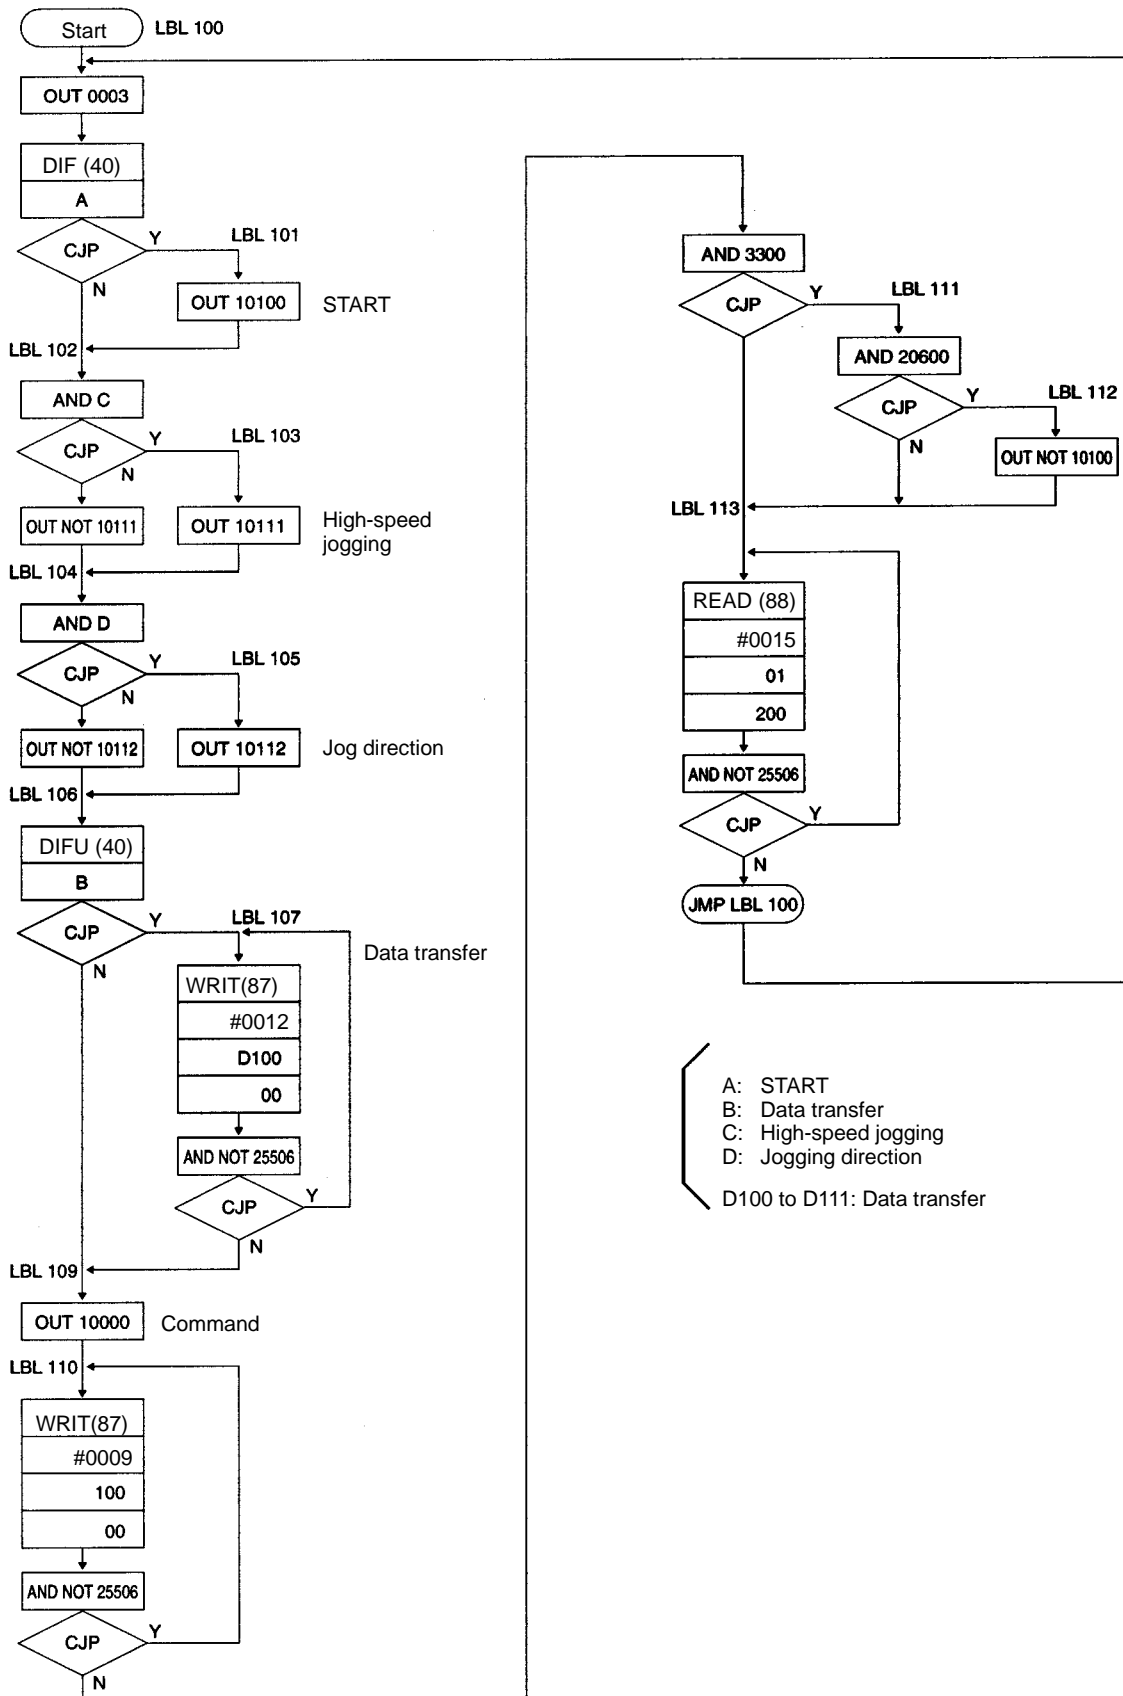 Start LBL 100
OUT 0003
DIF (40)
A
CJP Y LBL 101
N
OUT 10100 START
LBL 102
AND C
CJP Y LBL 103
N
OUT NOT 10111 OUT 10111 High-speed
jogging
LBL 104
AND D
CJP Y LBL 105
N
OUT NOT 10112 OUT 10112 Jog direction
LBL 106
DIFU (40)
B
CJP Y LBL 107
N
Data transfer
WRIT(87)
#0012
D100
00
AND NOT 25506
CJP Y
N
LBL 109
OUT 10000 Command
LBL 110
WRIT(87)
#0009
100
00
AND NOT 25506
CJP Y
N
AND 3300
CJP Y LBL 111
AND 20600
CJP Y LBL 112
N
OUT NOT 10100
LBL 113
READ (88)
#0015
01
200
AND NOT 25506
CJP Y
N
JMP LBL 100
A: START
B: Data transfer
C: High-speed jogging
D: Jogging direction
D100 to D111: Data transfer